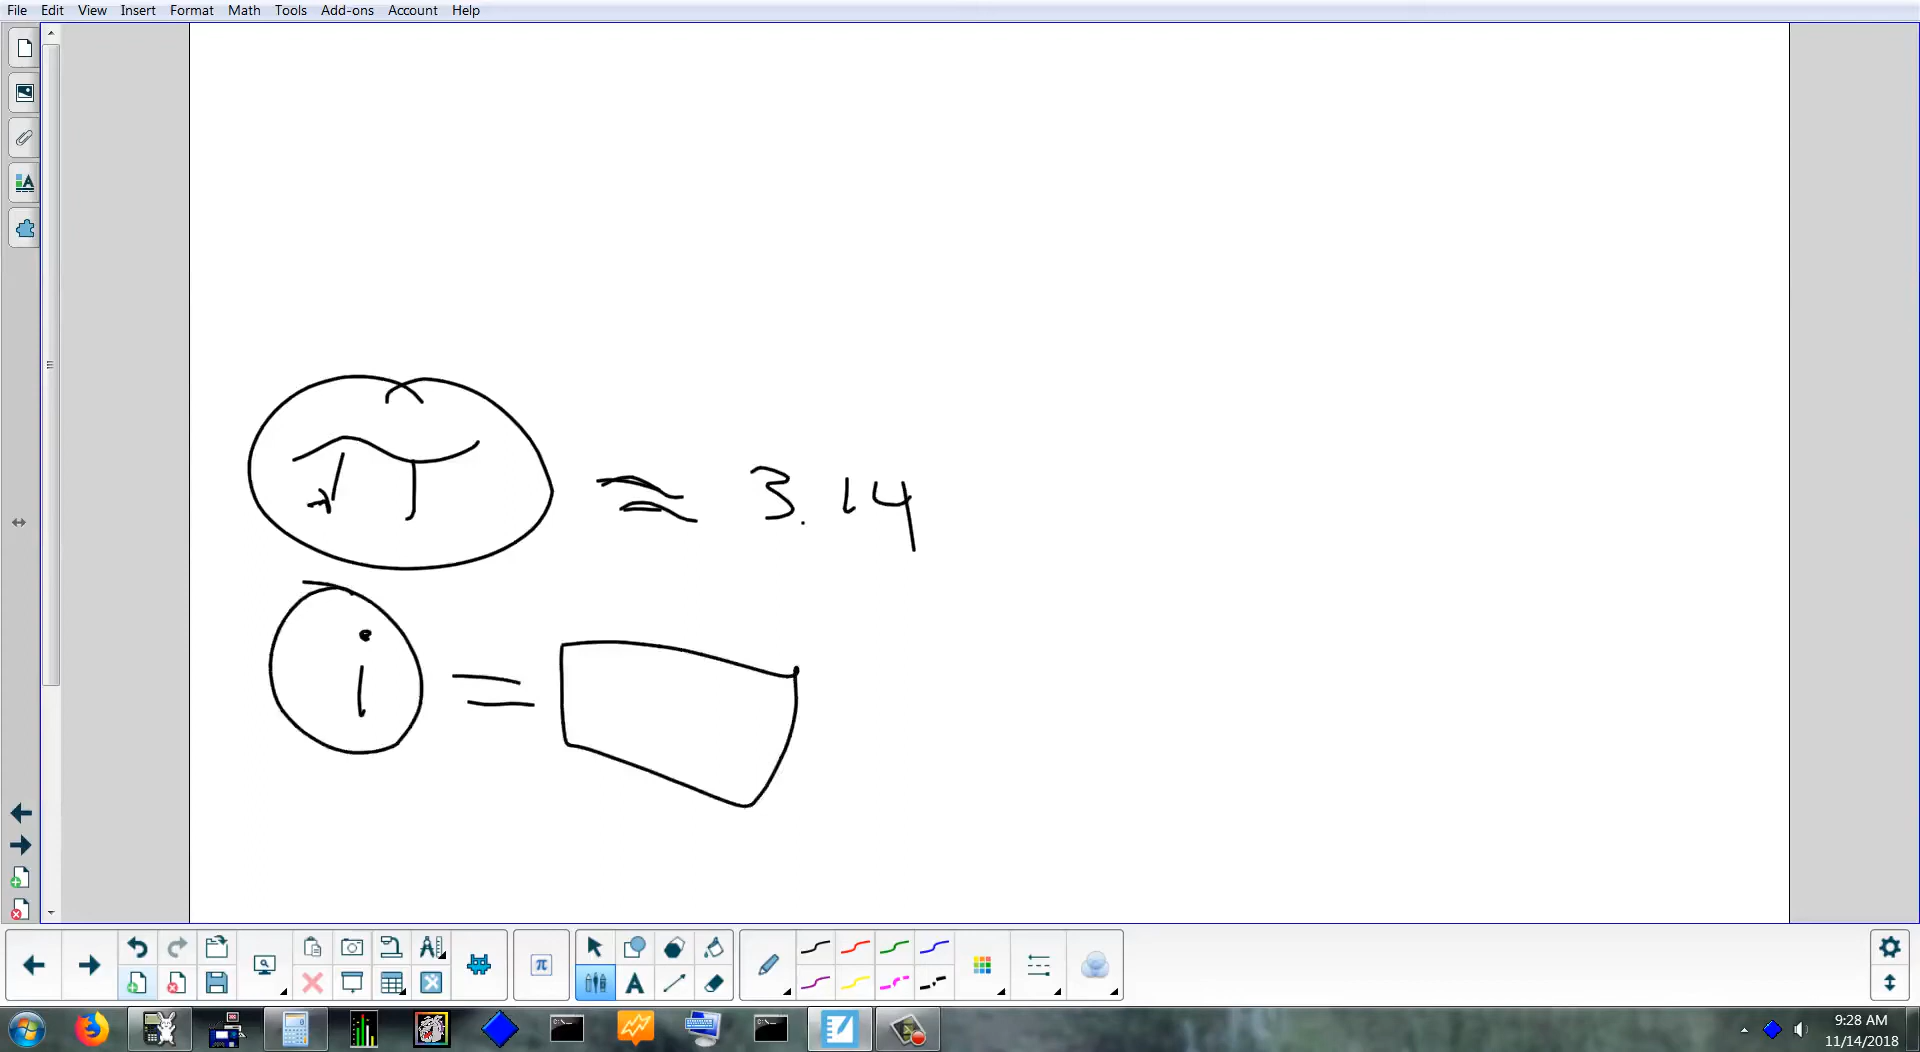 File Edit View Insert Format Math Tools Add-ons Account Help
π ≈ 3.14
i =
A
π
A
9:28 AM
11/14/2018